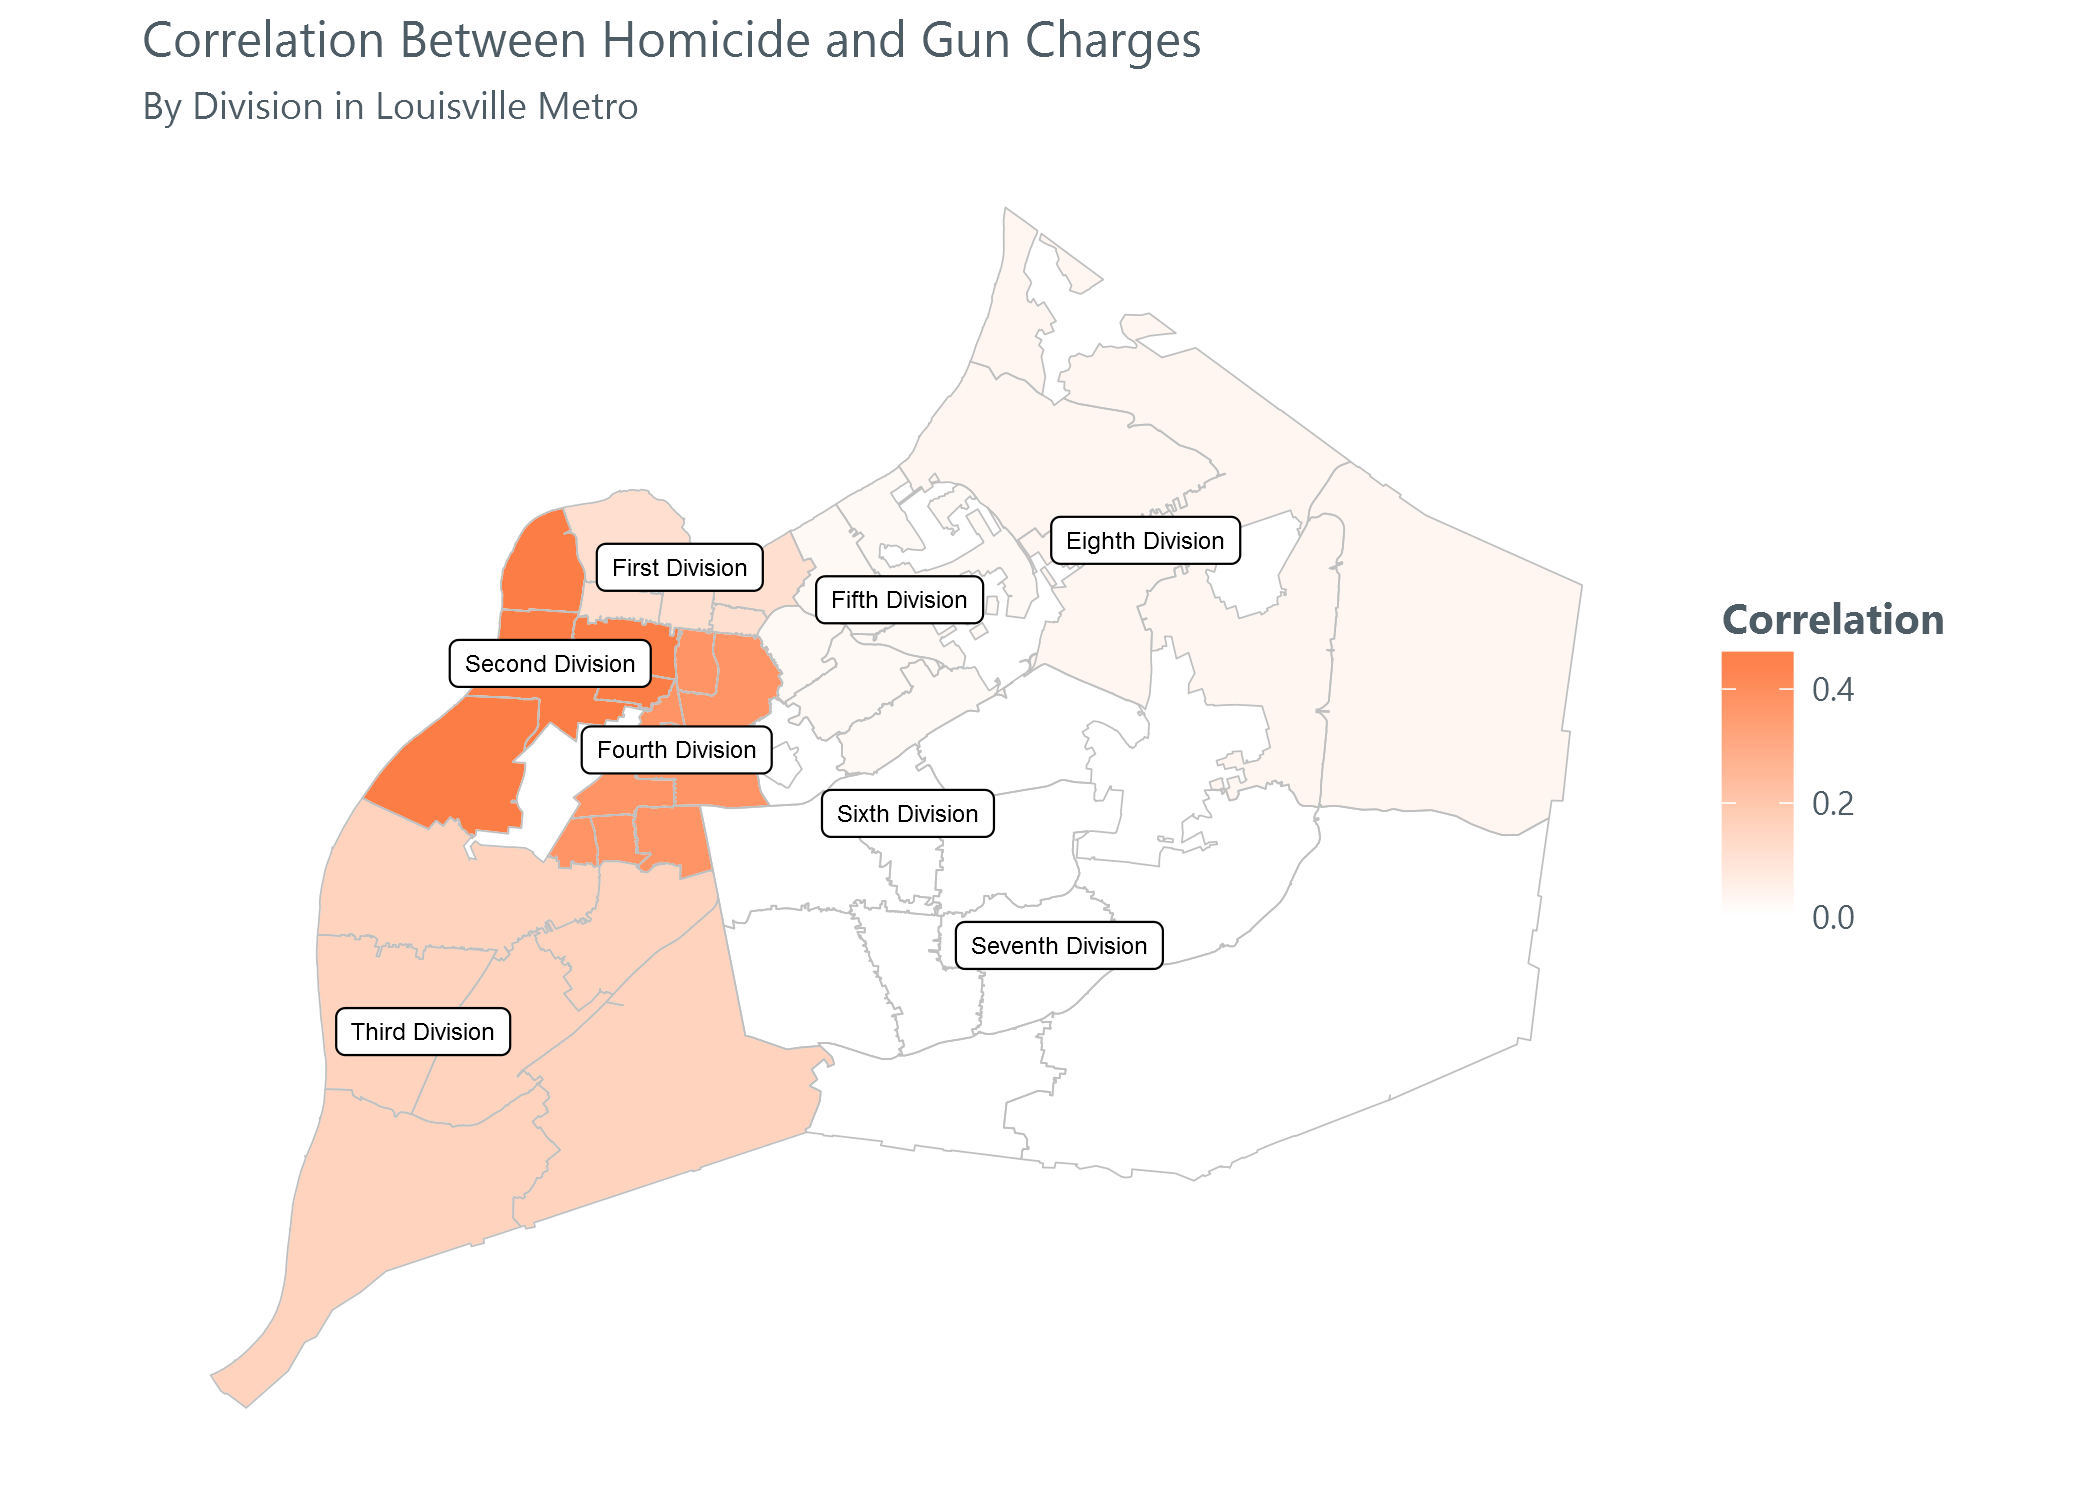 Correlation Between Homicide and Gun Charges
By Division in Louisville Metro
Eighth Division
First Division
Fifth Division
Second Division
Fourth Division
Sixth Division
Seventh Division
Third Division
Correlation
0.4
0.2
0.0